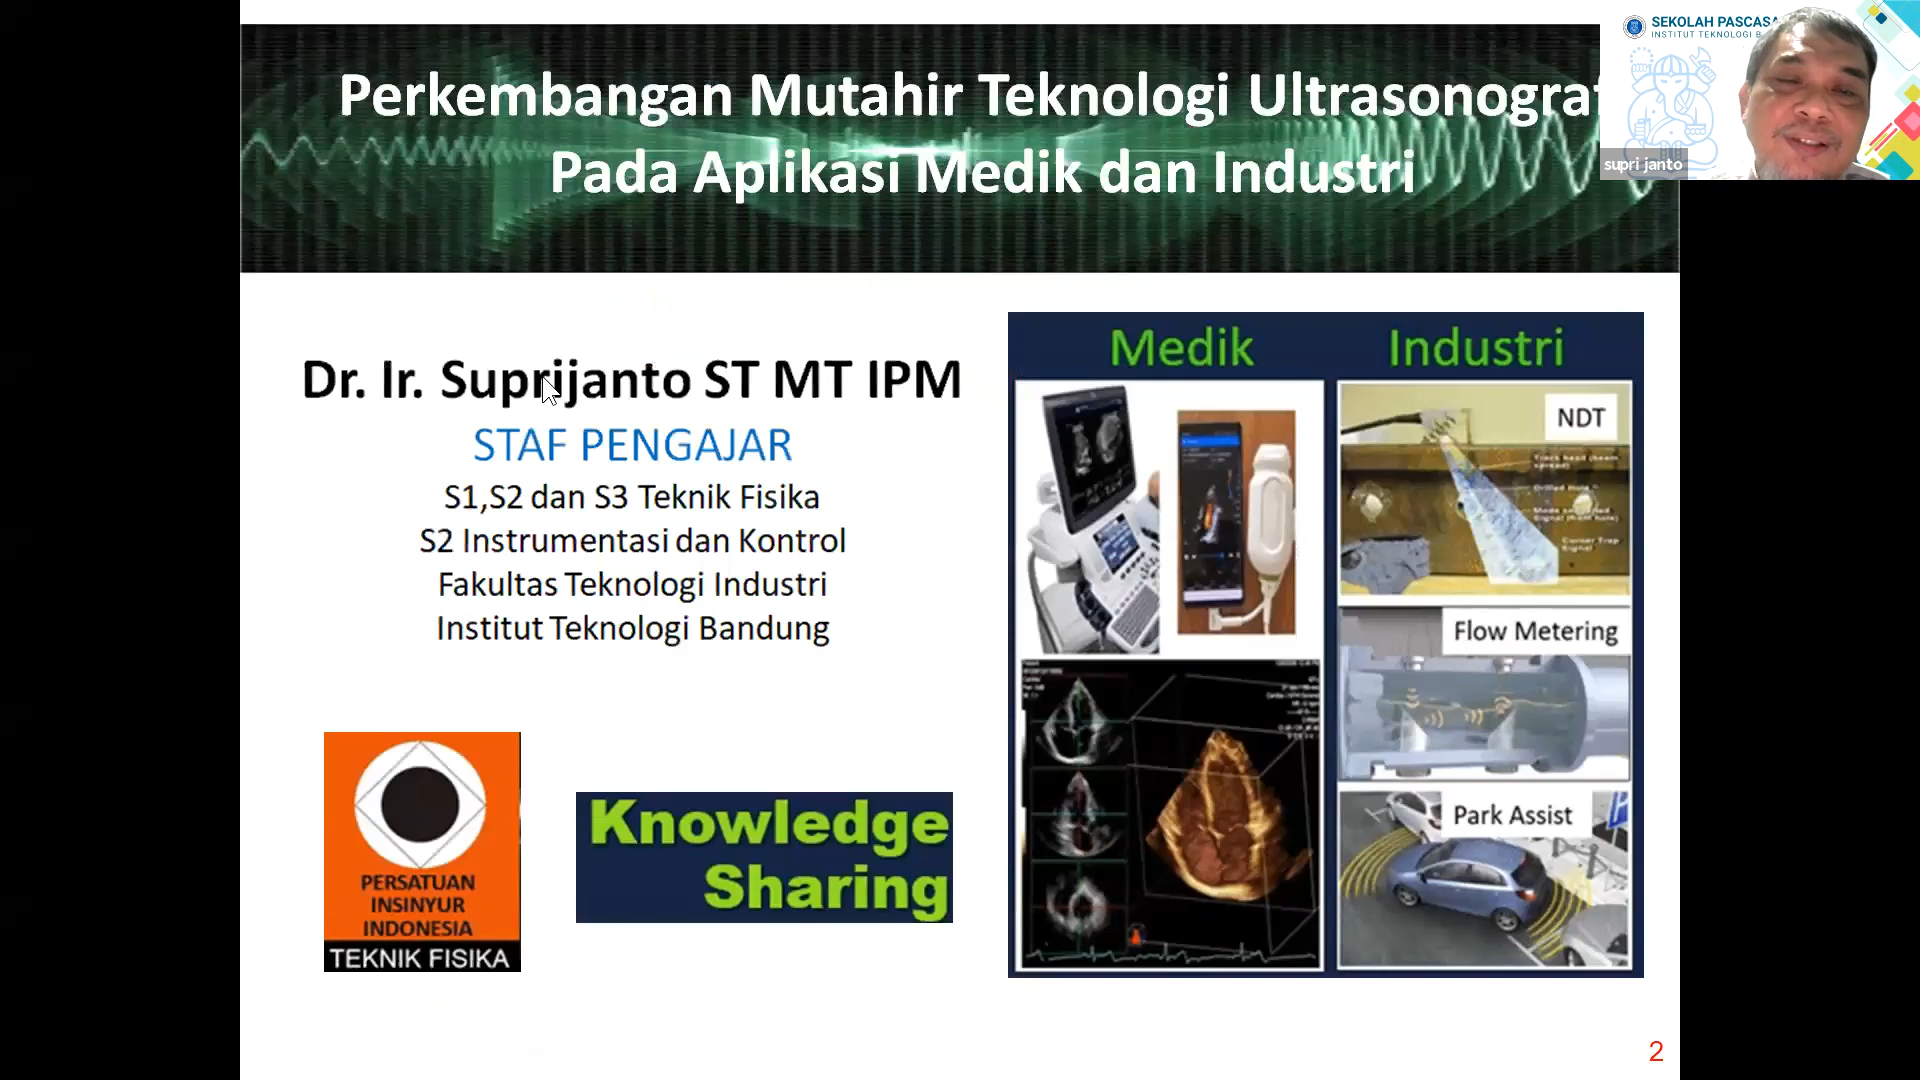 Perkembangan Mutahir Teknologi Ultrasonograf
Pada Aplikasi Medik dan Industri
SEKOLAH PASCASA
INSTITUT TEKNOLOGI B
supri janto
Dr. Ir. Suprijanto ST MT IPM
STAF PENGAJAR
S1,S2 dan S3 Teknik Fisika
S2 Instrumentasi dan Kontrol
Fakultas Teknologi Industri
Institut Teknologi Bandung
PERSATUAN
INSINYUR
INDONESIA
TEKNIK FISIKA
Knowledge
Sharing
Medik
Industri
NDT
Flow Metering
Park Assist
2